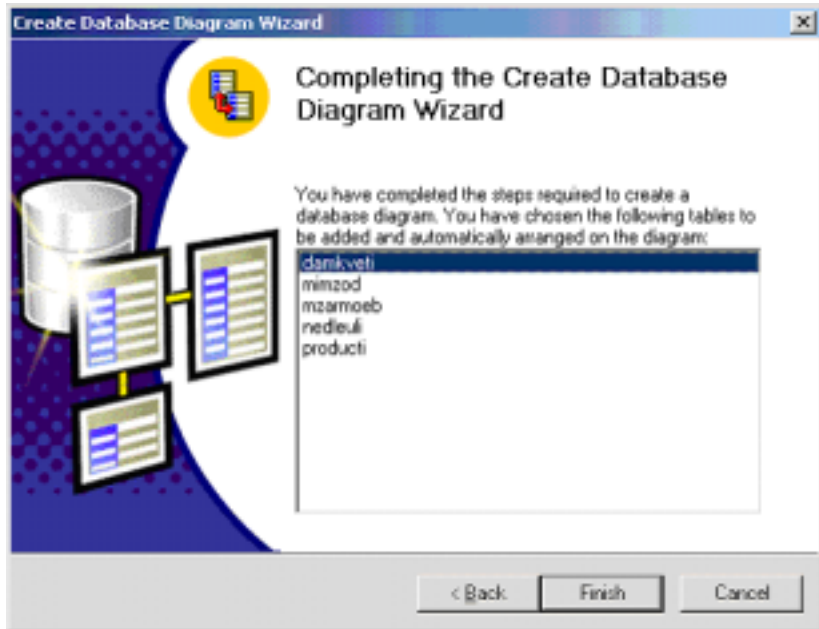 Create Database Diagram Wizard
Completing the Create Database
Diagram Wizard
You have completed the steps required to create a
database diagram. You have chosen the following tables to
be added and automatically arranged on the diagram:
damkveti
mimzod
mzarmoeb
nedleuli
producti
< Back
Finish
Cancel